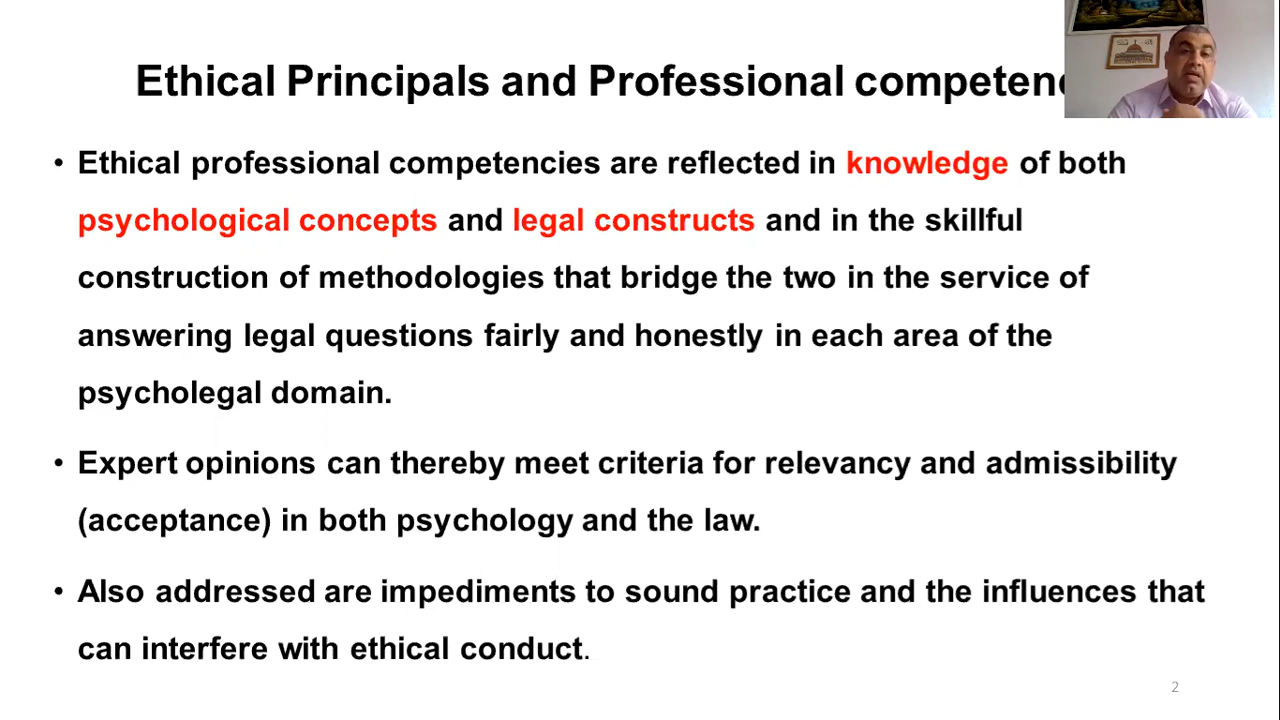 Ethical Principals and Professional competenc
• Ethical professional competencies are reflected in knowledge of both
psychological concepts and legal constructs and in the skillful
construction of methodologies that bridge the two in the service of
answering legal questions fairly and honestly in each area of the
psycholegal domain.
• Expert opinions can thereby meet criteria for relevancy and admissibility
(acceptance) in both psychology and the law.
• Also addressed are impediments to sound practice and the influences that
can interfere with ethical conduct.
2